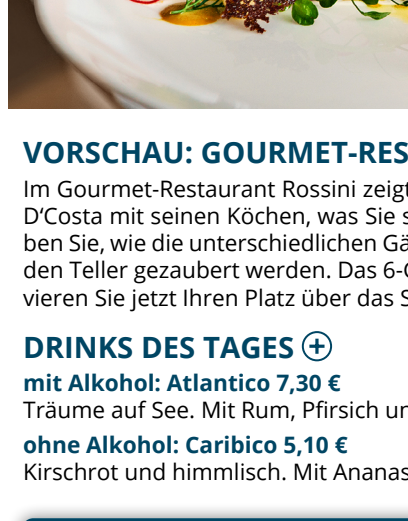 VORSCHAU: GOURMET-RES
Im Gourmet-Restaurant Rossini zeigt
D'Costa mit seinen Köchen, was Sie s
ben Sie, wie die unterschiedlichen Gä
den Teller gezaubert werden. Das 6-
vieren Sie jetzt Ihren Platz über das S
DRINKS DES TAGES
mit Alkohol: Atlantico 7,30 €
Träume auf See. Mit Rum, Pfirsich un
ohne Alkohol: Caribico 5,10 €
Kirschrot und himmlisch. Mit Ananas